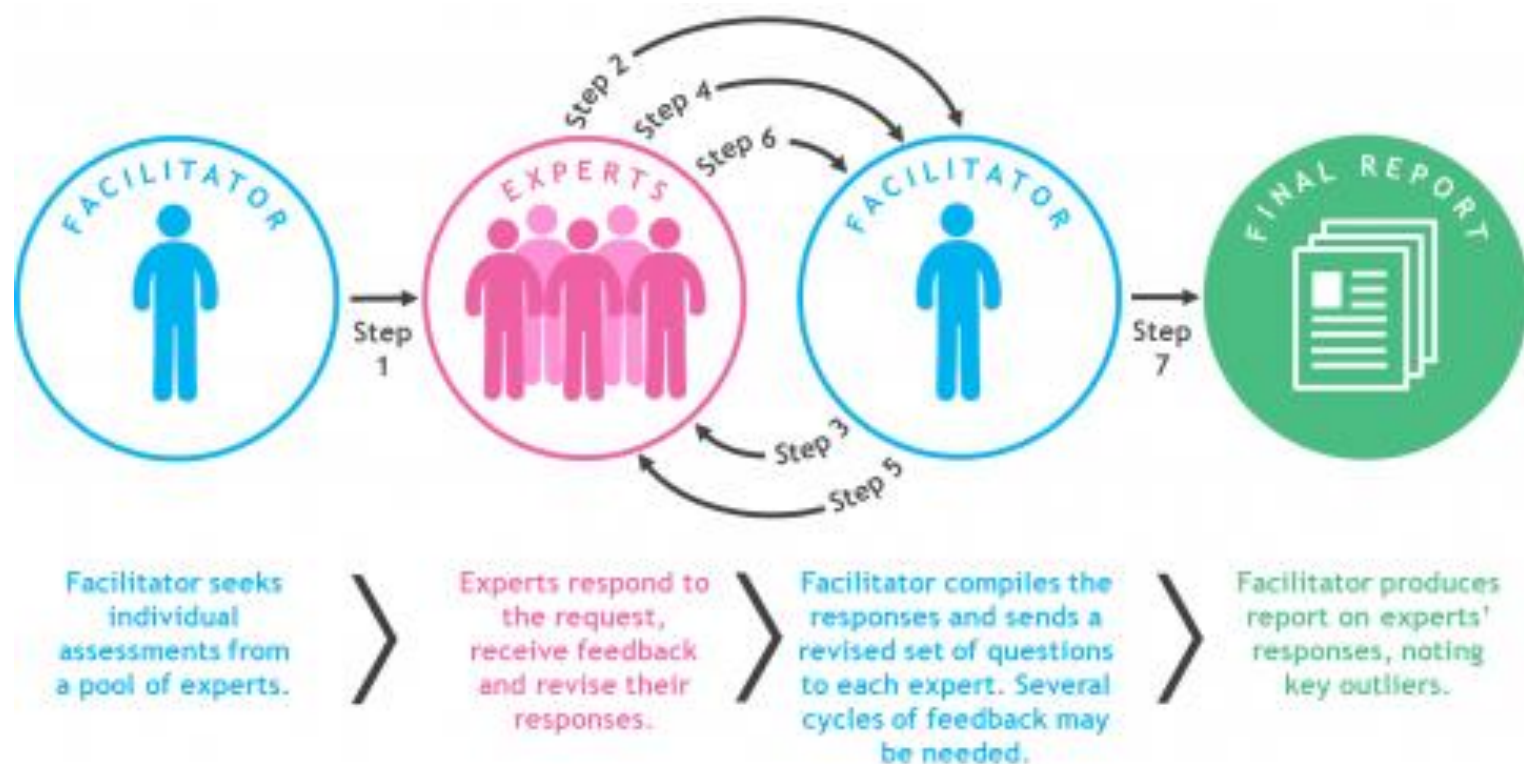 Step 2
Step 4
Step 6
FACILITATOR
EXPERTS
FACILITATOR
FINAL REPORT
Step
1
Step
7
Step 3
Step 5
Facilitator seeks
individual
assessments from
a pool of experts.
Experts respond to
the request,
receive feedback
and revise their
responses.
Facilitator compiles the
responses and sends a
revised set of questions
to each expert. Several
cycles of feedback may
be needed.
Facilitator produces
report on experts'
responses, noting
key outliers.